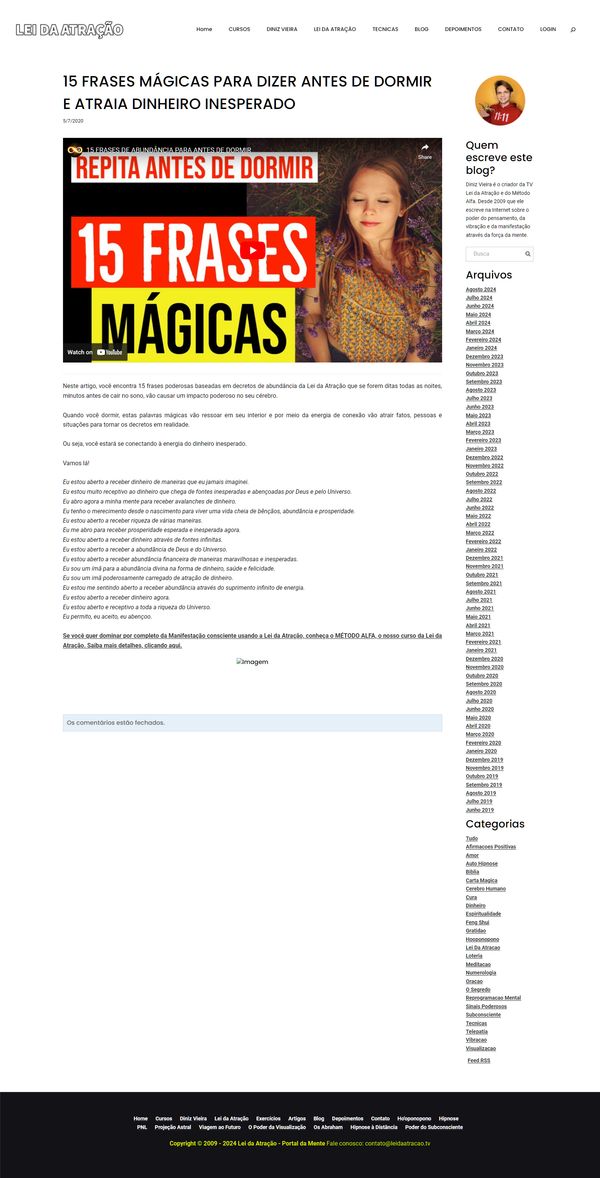 LEI DA ATRAÇÃO
Home CURSOS DINIZ VIEIRA LEI DA ATRAÇÃO TECNICAS BLOG DEPOIMENTOS CONTATO LOGIN
15 FRASES MÁGICAS PARA DIZER ANTES DE DORMIR
E ATRAIA DINHEIRO INESPERADO
5/7/2020
15 FRASES DE ABUNDÂNCIA PARA ANTES DE DORMIR
Share
REPITA ANTES DE DORMIR
15 FRASES
MÁGICAS
Watch on YouTube
Neste artigo, você encontra 15 frases poderosas baseadas em decretos de abundância da Lei da Atração que se forem ditas todas as noites,
minutos antes de cair no sono, vão causar um impacto poderoso no seu cérebro.
Quando você dormir, estas palavras mágicas vão ressoar em seu interior e por meio da energia de conexão vão atrair fatos, pessoas e
situações para tornar os decretos em realidade.
Ou seja, você estará se conectando à energia do dinheiro inesperado.
Vamos lá!
Eu estou aberto a receber dinheiro de maneiras que eu jamais imaginei.
Eu estou muito receptivo ao dinheiro que chega de fontes inesperadas e abençoadas por Deus e pelo Universo.
Eu abro agora a minha mente para receber avalanches de dinheiro.
Eu tenho o merecimento desde o nascimento para viver uma vida cheia de bênçãos, abundância e prosperidade.
Eu estou aberto a receber riqueza de várias maneiras.
Eu me abro para receber prosperidade esperada e inesperada agora.
Eu estou aberto a receber dinheiro através de fontes infinitas.
Eu estou aberto a receber a abundância de Deus e do Universo.
Eu estou aberto a receber abundância financeira de maneiras maravilhosas e inesperadas.
Eu sou um imã para a abundância divina na forma de dinheiro, saúde e felicidade.
Eu sou um imã poderosamente carregado de atração de dinheiro.
Eu estou me sentindo aberto a receber abundância através do suprimento infinito de energia.
Eu estou aberto a receber dinheiro agora.
Eu estou aberto e receptivo a toda a riqueza do Universo.
Eu permito, eu aceito, eu abençoo.
Se você quer dominar por completo da Manifestação consciente usando a Lei da Atração, conheça o MÉTODO ALFA, o nosso curso da Lei da
Atração. Saiba mais detalhes, clicando aqui.
Imagem
Os comentários estão fechados.
11:11
Quem
escreve este
blog?
Diniz Vieira é o criador da TV
Lei da Atração e do Método
Alfa. Desde 2009 que ele
escreve na Internet sobre o
poder do pensamento, da
vibração e da manifestação
através da força da mente.
Busca
Arquivos
Agosto 2024
Julho 2024
Junho 2024
Maio 2024
Abril 2024
Março 2024
Fevereiro 2024
Janeiro 2024
Dezembro 2023
Novembro 2023
Outubro 2023
Setembro 2023
Agosto 2023
Julho 2023
Junho 2023
Maio 2023
Abril 2023
Março 2023
Fevereiro 2023
Janeiro 2023
Dezembro 2022
Novembro 2022
Outubro 2022
Setembro 2022
Agosto 2022
Julho 2022
Junho 2022
Maio 2022
Abril 2022
Março 2022
Fevereiro 2022
Janeiro 2022
Dezembro 2021
Novembro 2021
Outubro 2021
Setembro 2021
Agosto 2021
Julho 2021
Junho 2021
Maio 2021
Abril 2021
Março 2021
Fevereiro 2021
Janeiro 2021
Dezembro 2020
Novembro 2020
Outubro 2020
Setembro 2020
Agosto 2020
Julho 2020
Junho 2020
Maio 2020
Abril 2020
Março 2020
Fevereiro 2020
Janeiro 2020
Dezembro 2019
Novembro 2019
Outubro 2019
Setembro 2019
Agosto 2019
Julho 2019
Junho 2019
Categorias
Tudo
Afirmacoes Positivas
Amor
Auto Hipnose
Biblia
Carta Magica
Cerebro Humano
Cura
Dinheiro
Espiritualidade
Feng Shui
Gratidao
Hooponopono
Lei Da Atracao
Loteria
Meditacao
Numerologia
Oracao
O Segredo
Reprogramacao Mental
Sinais Poderosos
Subconsciente
Tecnicas
Telepatia
Vibracao
Visualizacao
Feed RSS
Home Cursos Diniz Vieira Lei da Atração Exercícios Artigos Blog Depoimentos Contato Ho'oponopono Hipnose
PNL Projeção Astral Viagem ao Futuro O Poder da Visualização Os Abraham Hipnose à Distância Poder do Subconsciente
Copyright © 2009 - 2024 Lei da Atração - Portal da Mente Fale conosco: contato@leidaatracao.tv